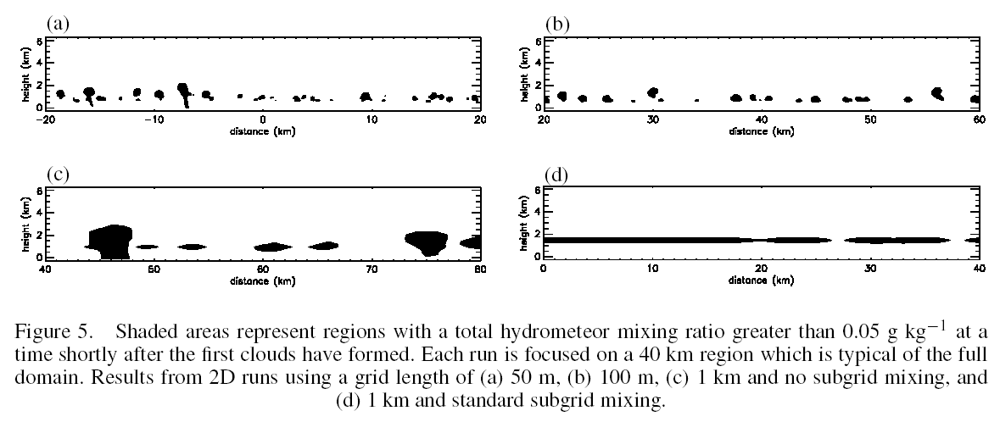 (a)
6
4
2
0
height (km)
-20 -10 0 10 20
distance (km)
(b)
6
4
2
0
height (km)
20 30 40 50 60
distance (km)
(c)
6
4
2
0
height (km)
40 50 60 70 80
distance (km)
(d)
6
4
2
0
height (km)
0 10 20 30 40
distance (km)
Figure 5. Shaded areas represent regions with a total hydrometeor mixing ratio greater than 0.05 g kg⁻¹ at a
time shortly after the first clouds have formed. Each run is focused on a 40 km region which is typical of the full
domain. Results from 2D runs using a grid length of (a) 50 m, (b) 100 m, (c) 1 km and no subgrid mixing, and
(d) 1 km and standard subgrid mixing.